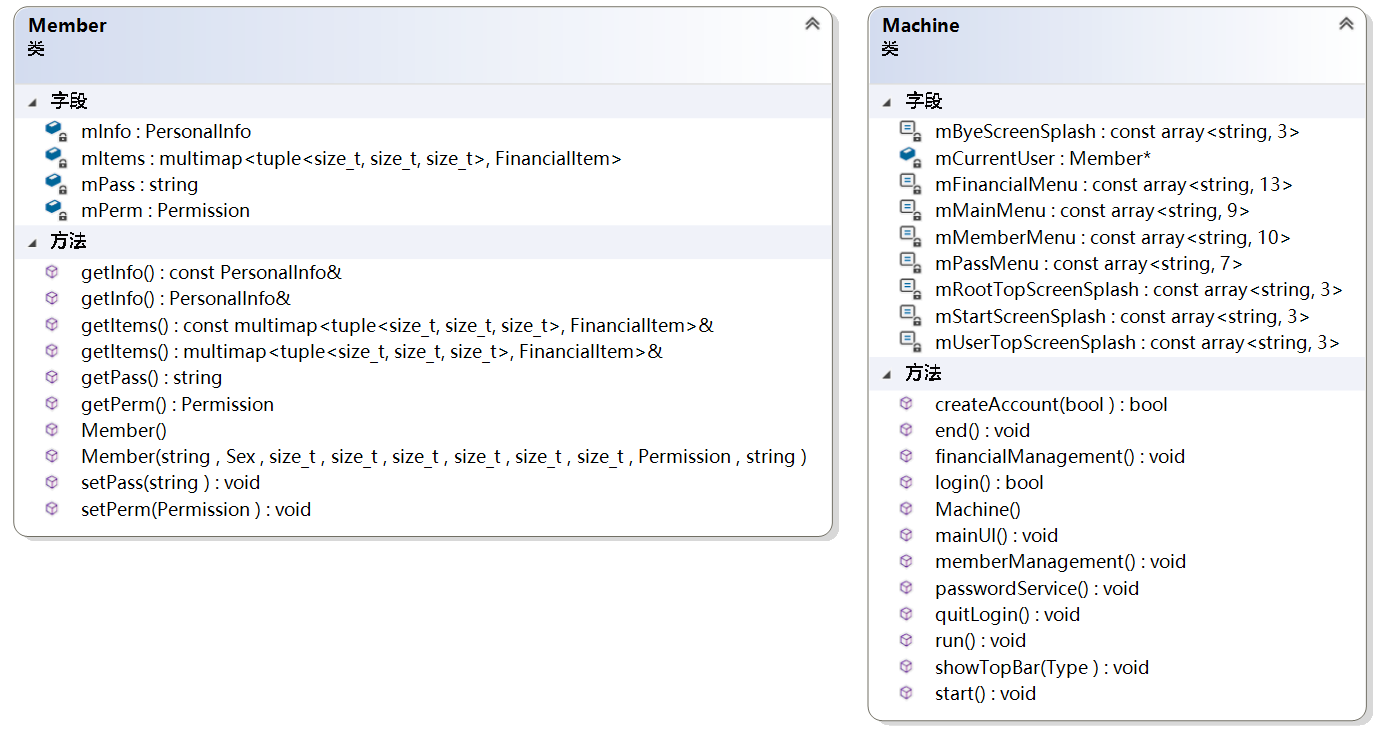 Member
类
字段
mInfo : PersonalInfo
mItems : multimap<tuple<size_t, size_t, size_t>, FinancialItem>
mPass : string
mPerm : Permission
方法
getInfo() : const PersonalInfo&
getInfo() : PersonalInfo&
getItems() : const multimap<tuple<size_t, size_t, size_t>, FinancialItem>&
getItems() : multimap<tuple<size_t, size_t, size_t>, FinancialItem>&
getPass() : string
getPerm() : Permission
Member()
Member(string , Sex , size_t , size_t , size_t , size_t , size_t , size_t , Permission , string )
setPass(string ) : void
setPerm(Permission ) : void
Machine
类
字段
mByeScreenSplash : const array<string, 3>
mCurrentUser : Member*
mFinancialMenu : const array<string, 13>
mMainMenu : const array<string, 9>
mMemberMenu : const array<string, 10>
mPassMenu : const array<string, 7>
mRootTopScreenSplash : const array<string, 3>
mStartScreenSplash : const array<string, 3>
mUserTopScreenSplash : const array<string, 3>
方法
createAccount(bool ) : bool
end() : void
financialManagement() : void
login() : bool
Machine()
mainUI() : void
memberManagement() : void
passwordService() : void
quitLogin() : void
run() : void
showTopBar(Type ) : void
start() : void